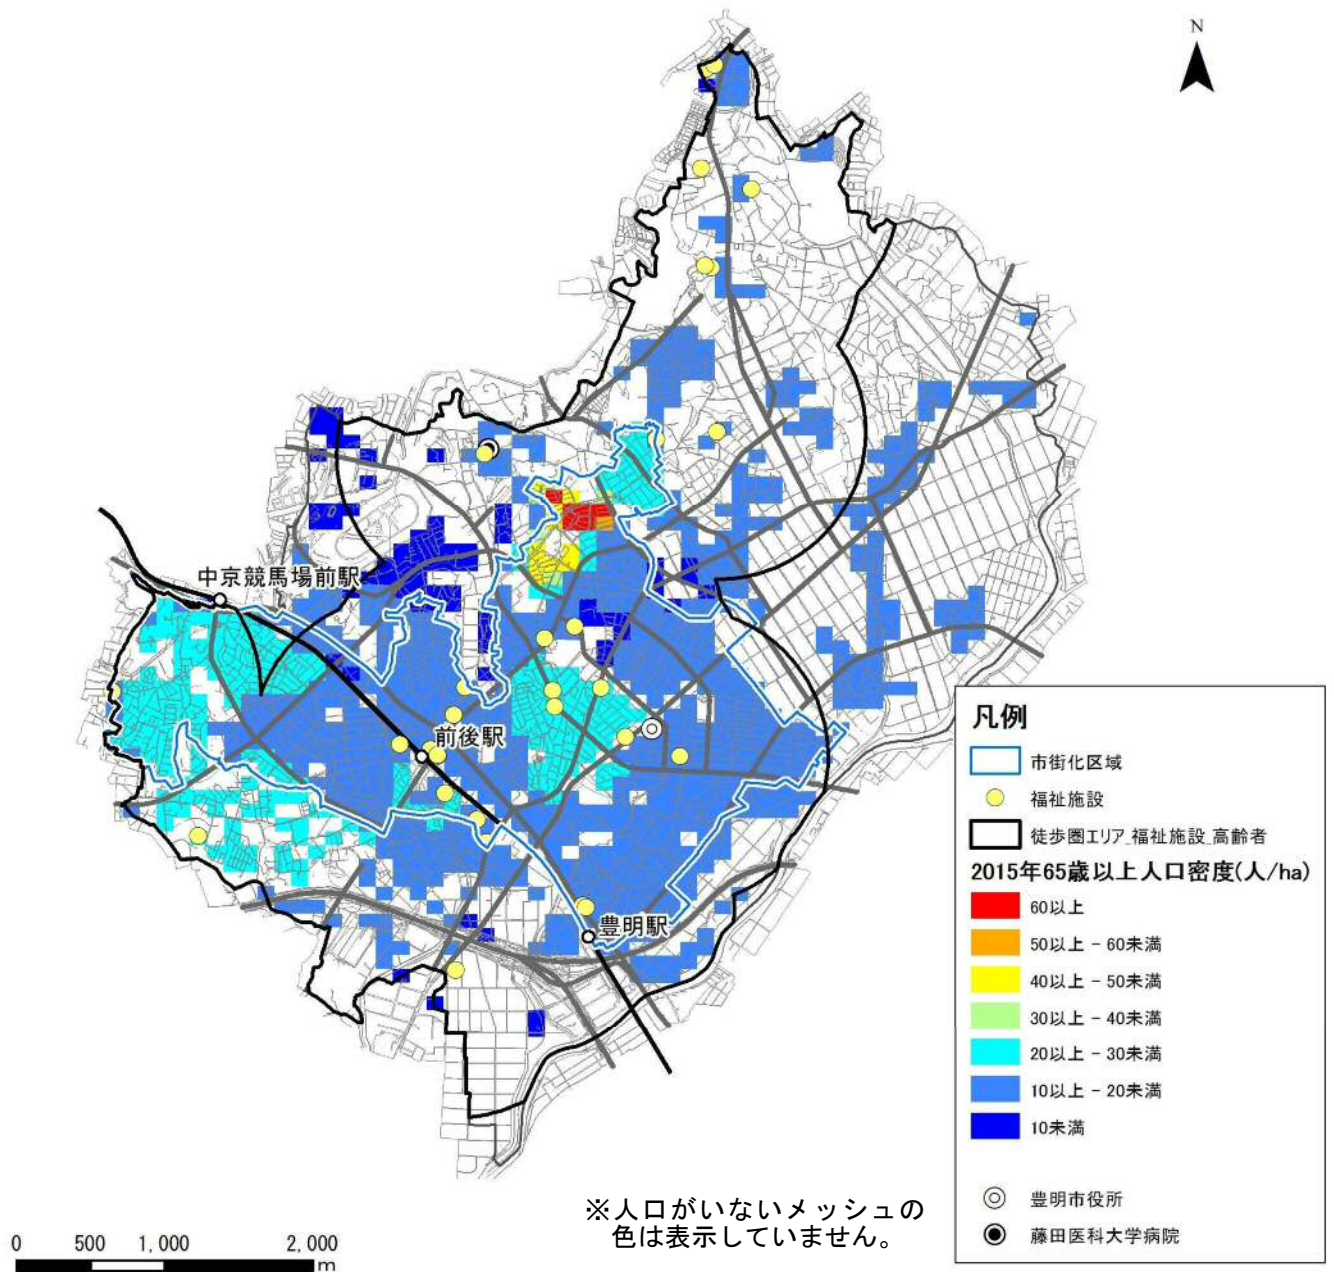 N
中京競馬場前駅
前後駅
豊明駅
凡例
市街化区域
福祉施設
徒歩圏エリア_福祉施設_高齢者
2015年65歳以上人口密度(人/ha)
60以上
50以上 - 60未満
40以上 - 50未満
30以上 - 40未満
20以上 - 30未満
10以上 - 20未満
10未満
豊明市役所
藤田医科大学病院
※人口がいないメッシュの
色は表示していません。
0 500 1,000 2,000
m